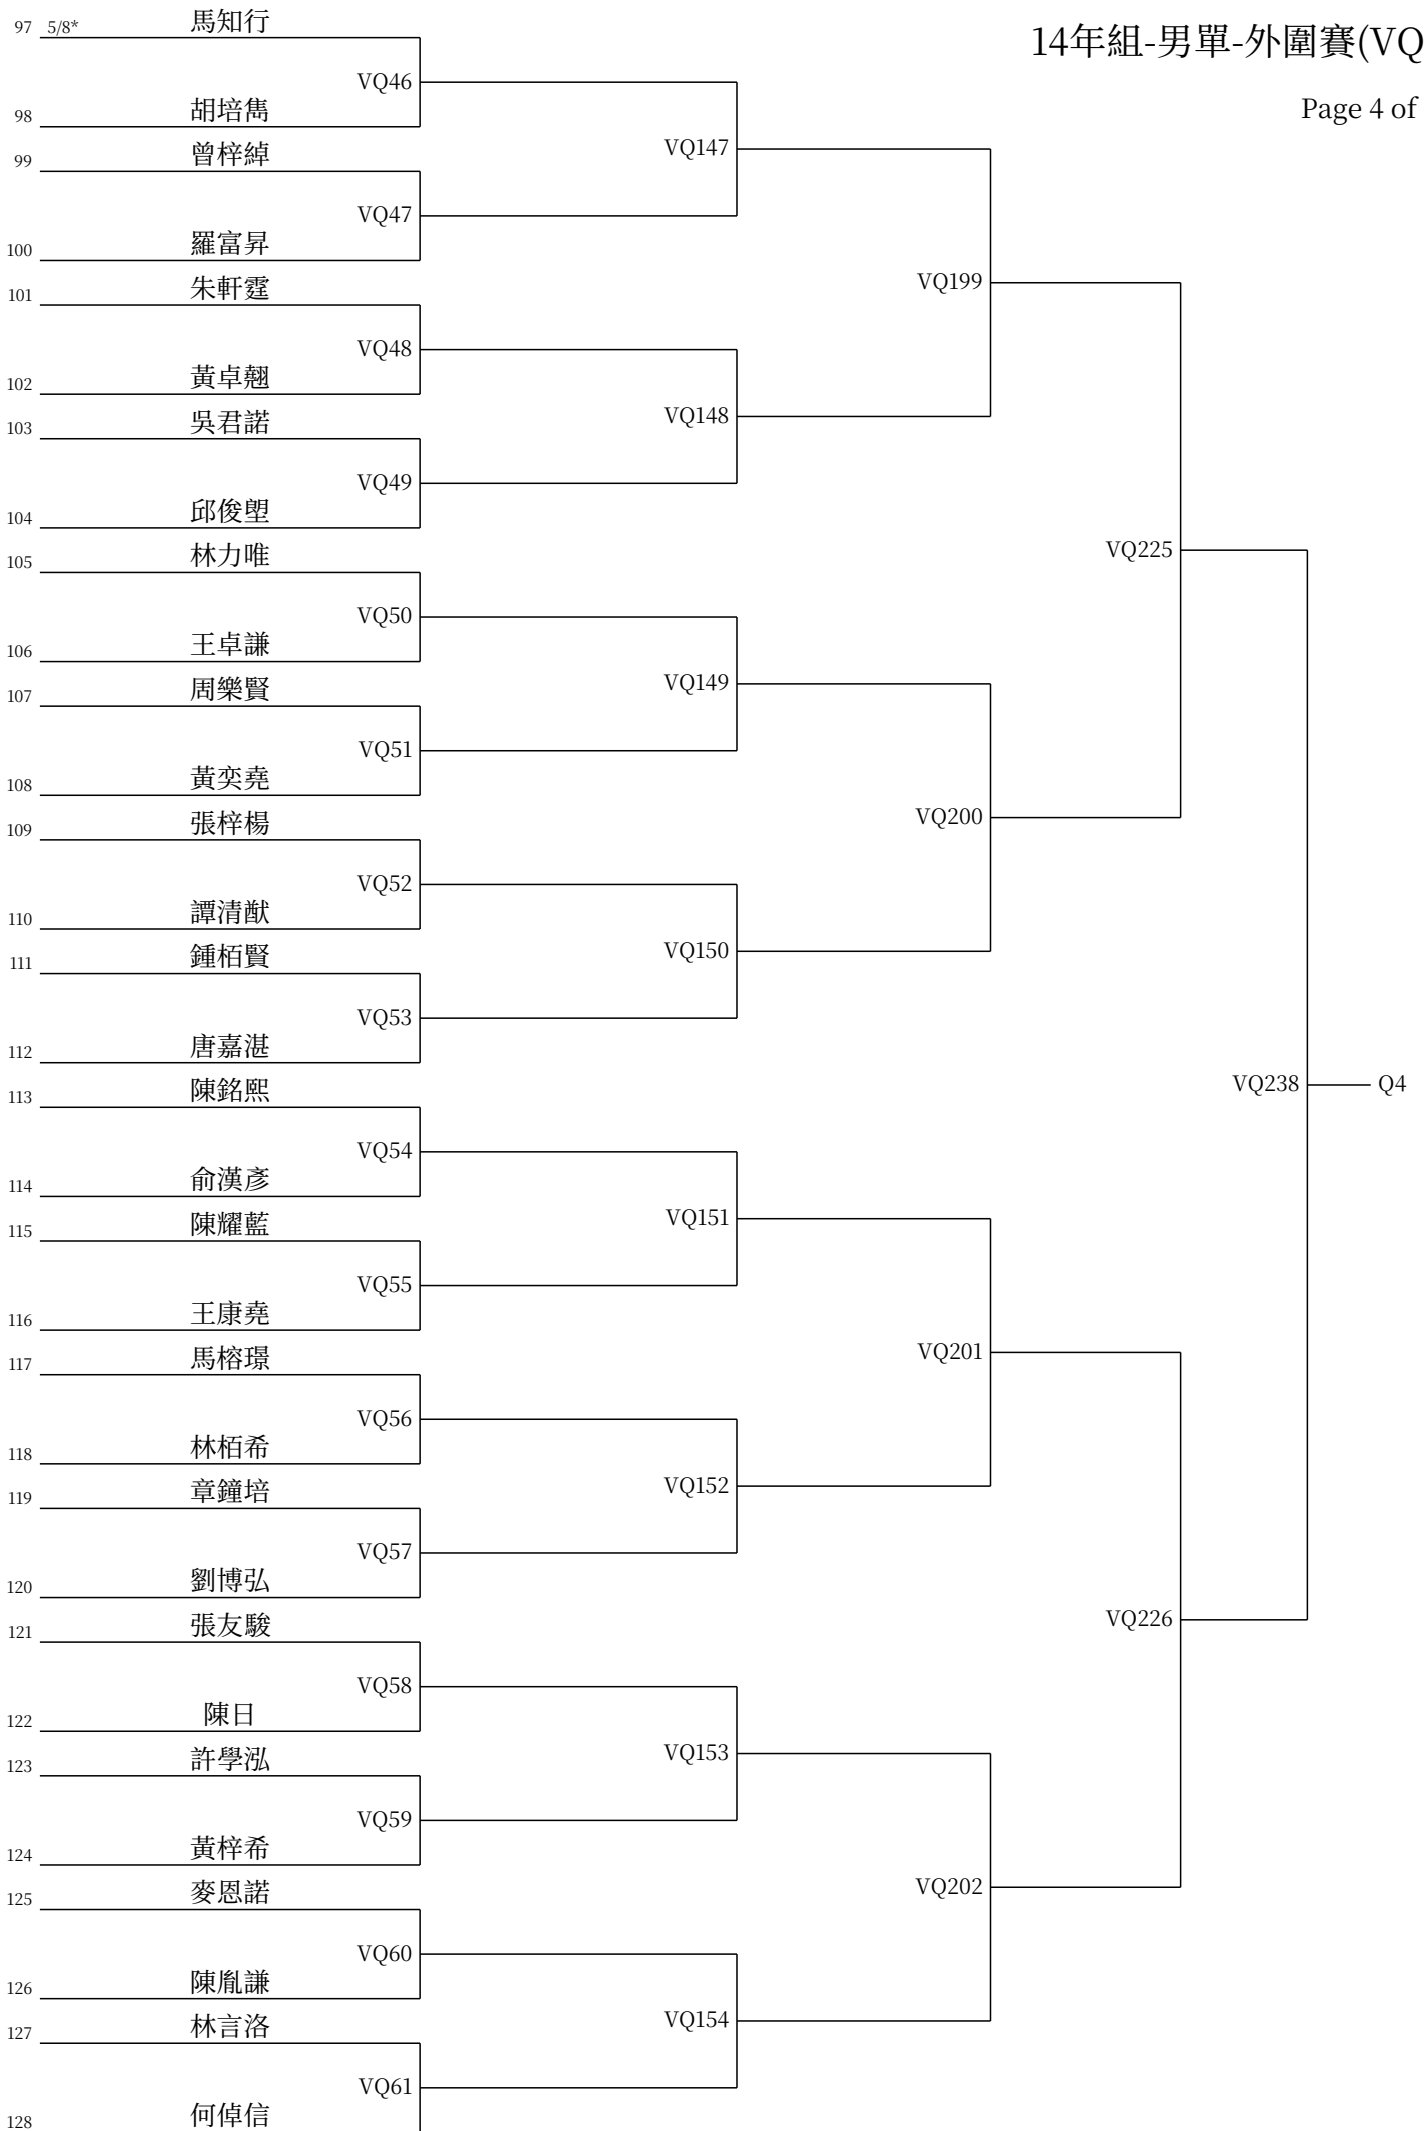 14年組-男單-外圍賽(VQ
Page 4 of
97 5/8* 馬知行
VQ46
98 胡培雋
VQ147
99 曾梓綽
VQ47
100 羅富昇
VQ199
101 朱軒霆
VQ48
102 黃卓翹
VQ148
103 吳君諾
VQ49
104 邱俊塱
VQ225
105 林力唯
VQ50
106 王卓謙
VQ149
107 周樂賢
VQ51
108 黃奕堯
VQ200
109 張梓楊
VQ52
110 譚清猷
VQ150
111 鍾栢賢
VQ53
112 唐嘉湛
VQ238 Q4
113 陳銘熙
VQ54
114 俞漢彥
VQ151
115 陳耀藍
VQ55
116 王康堯
VQ201
117 馬榕璟
VQ56
118 林栢希
VQ152
119 章鐘培
VQ57
120 劉博弘
VQ226
121 張友駿
VQ58
122 陳日
VQ153
123 許學泓
VQ59
124 黃梓希
VQ202
125 麥恩諾
VQ60
126 陳胤謙
VQ154
127 林言洛
VQ61
128 何倬信